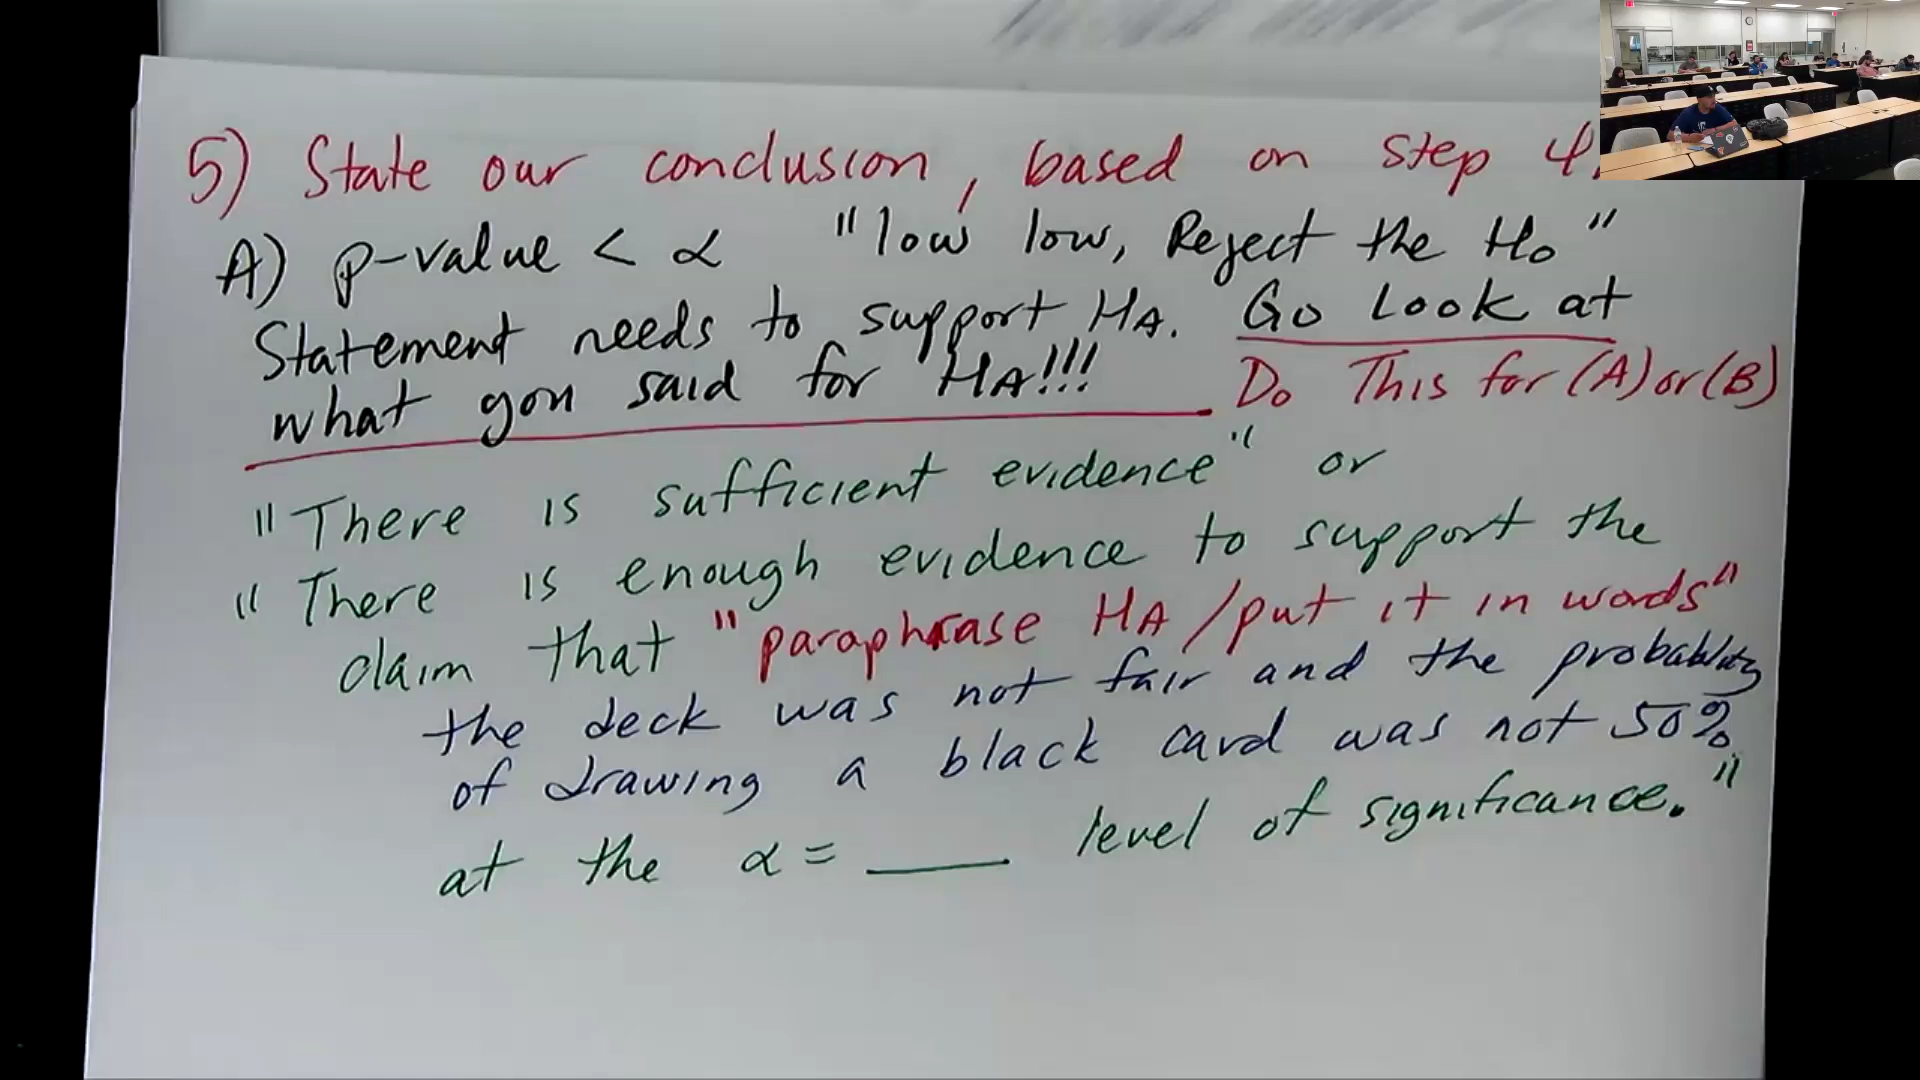 5) State our conclusion, based on step 4.
A) p-value < α "low low, Reject the H₀"
Statement needs to support HA. Go Look at
what you said for HA!!! Do This for (A) or (B)
"There is sufficient evidence" or
"There is enough evidence to support the
claim that "paraphrase HA / put it in words"
the deck was not fair and the probability
of drawing a black card was not 50%
at the α = ____ level of significance."